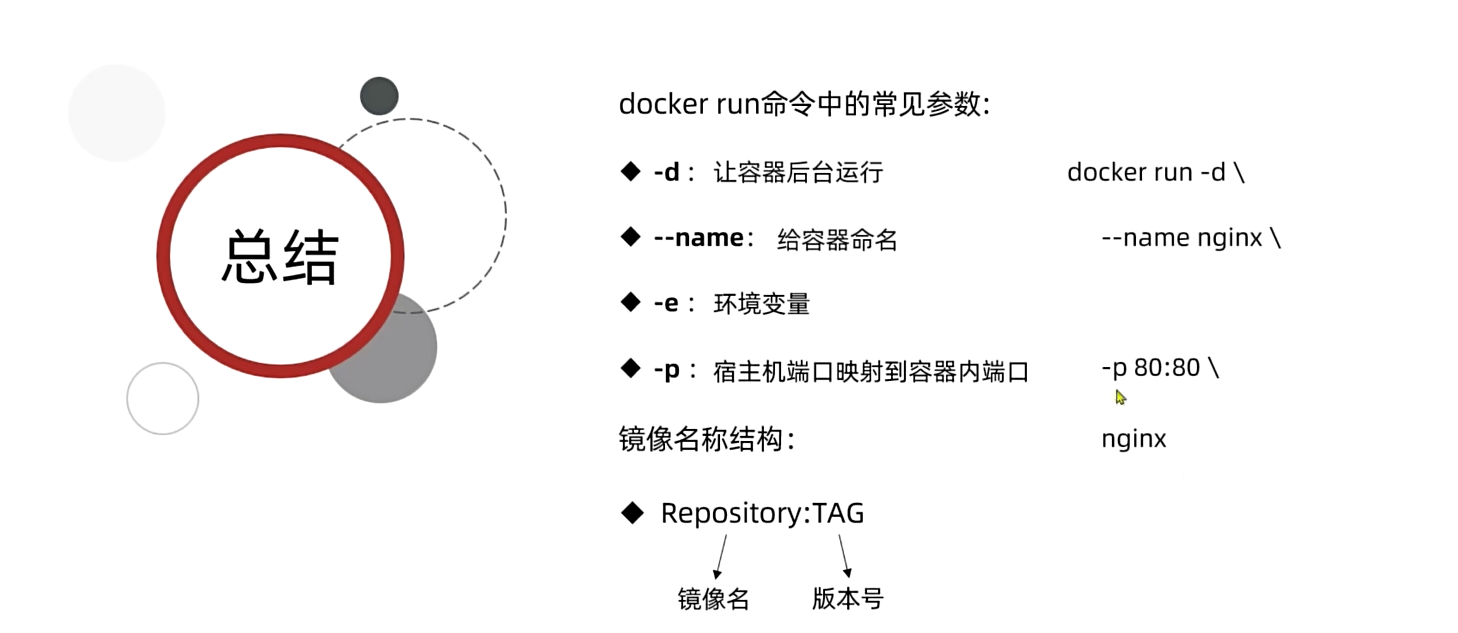 总结
docker run命令中的常见参数:
◆ -d： 让容器后台运行
docker run -d \
◆ --name： 给容器命名
--name nginx \
◆ -e： 环境变量
◆ -p： 宿主机端口映射到容器内端口
-p 80:80 \
镜像名称结构：
nginx
◆ Repository:TAG
镜像名
版本号